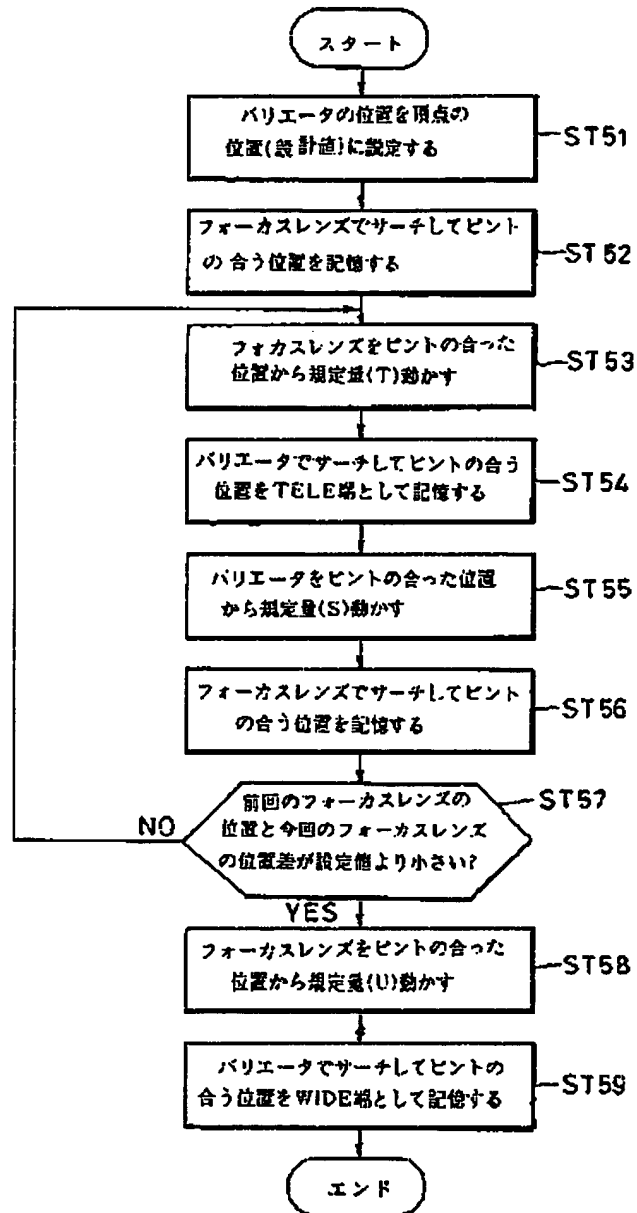 スタート
バリエータの位置を頂点の
位置(設計値)に設定する
ST51
フォーカスレンズでサーチしてピント
の合う位置を記憶する
ST52
フォカスレンズをピントの合った
位置から規定量(T)動かす
ST53
バリエータでサーチしてピントの合う
位置をTELE端として記憶する
ST54
バリエータをピントの合った位置
から規定量(S)動かす
ST55
フォーカスレンズでサーチしてピント
の合う位置を記憶する
ST56
前回のフォーカスレンズの
位置と今回のフォーカスレンズ
の位置差が設定値より小さい?
ST57
NO
YES
フォーカスレンズをピントの合った
位置から規定量(U)動かす
ST58
バリエータでサーチしてピントの
合う位置をWIDE端として記憶する
ST59
エンド